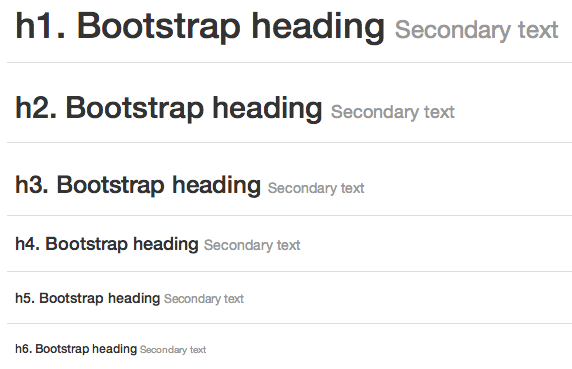 h1. Bootstrap heading Secondary text
h2. Bootstrap heading Secondary text
h3. Bootstrap heading Secondary text
h4. Bootstrap heading Secondary text
h5. Bootstrap heading Secondary text
h6. Bootstrap heading Secondary text